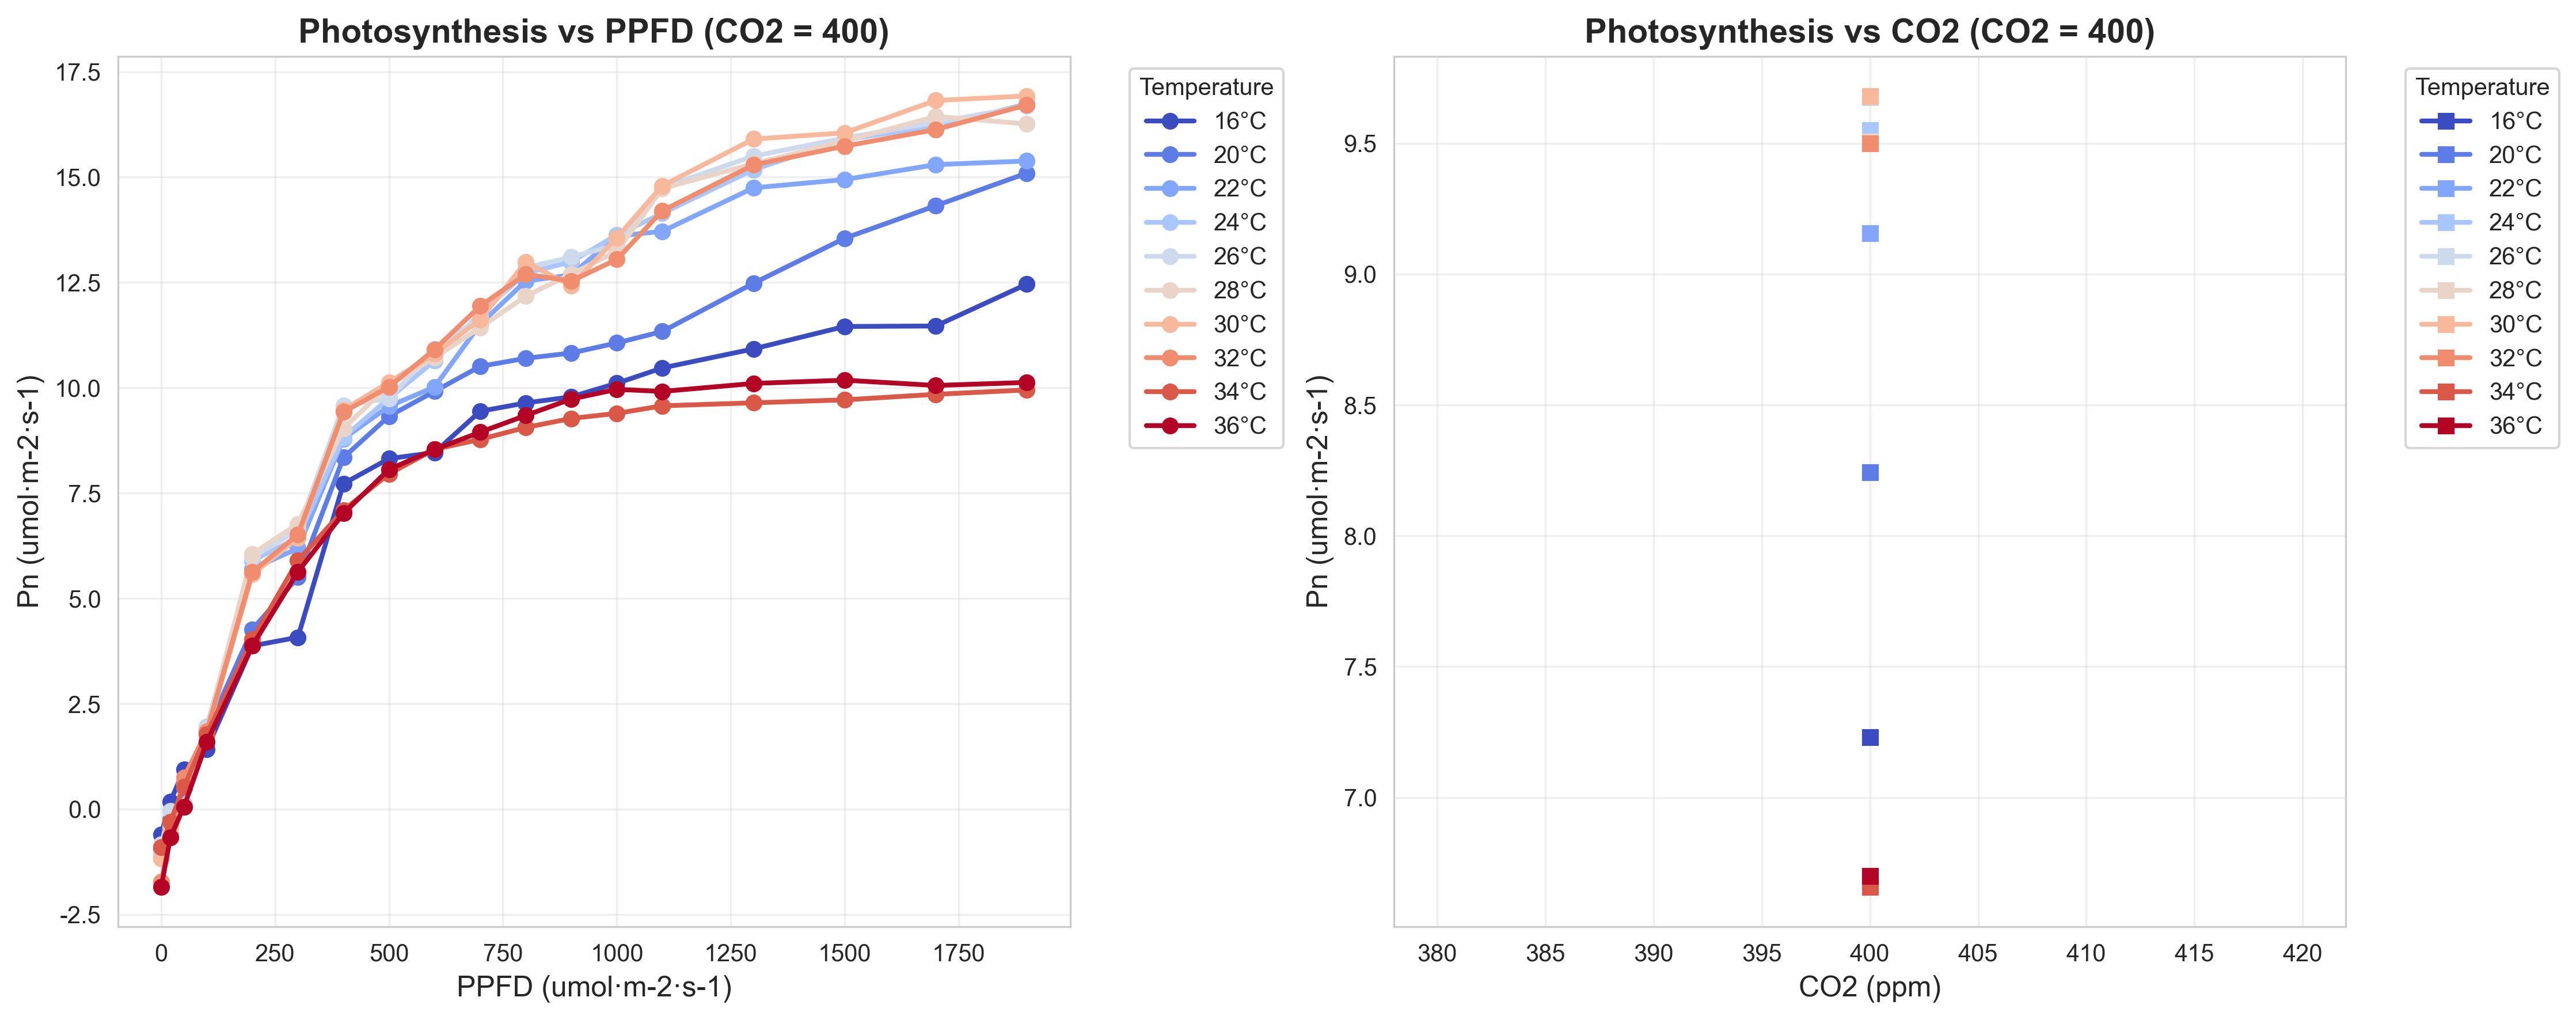 Photosynthesis vs PPFD (CO2 = 400)
17.5
15.0
12.5
10.0
7.5
5.0
2.5
0.0
-2.5
Pn (umol·m-2·s-1)
0 250 500 750 1000 1250 1500 1750
PPFD (umol·m-2·s-1)
Temperature
16°C
20°C
22°C
24°C
26°C
28°C
30°C
32°C
34°C
36°C
Photosynthesis vs CO2 (CO2 = 400)
9.5
9.0
8.5
8.0
7.5
7.0
Pn (umol·m-2·s-1)
380 385 390 395 400 405 410 415 420
CO2 (ppm)
Temperature
16°C
20°C
22°C
24°C
26°C
28°C
30°C
32°C
34°C
36°C